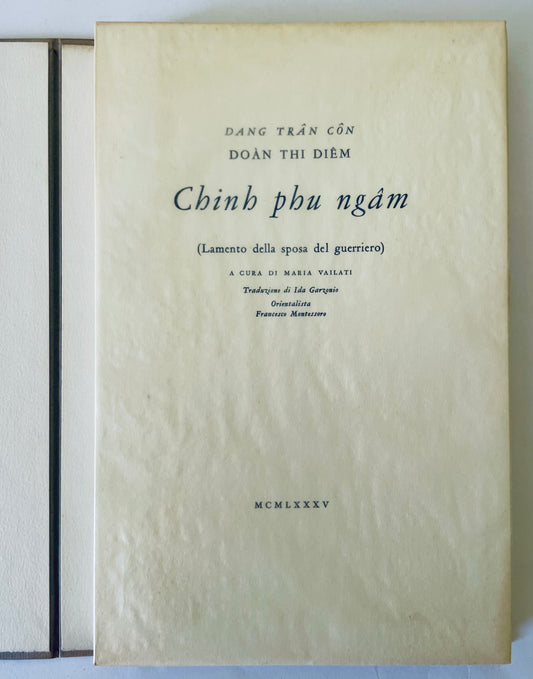 DANG TRÂN CÔN
DOÀN THI DIÊM
Chinh phu ngâm
(Lamento della sposa del guerriero)
A CURA DI MARIA VAILATI
Traduzione di Ida Garzonio
Orientalista
Francesco Montessoro
MCMLXXXV